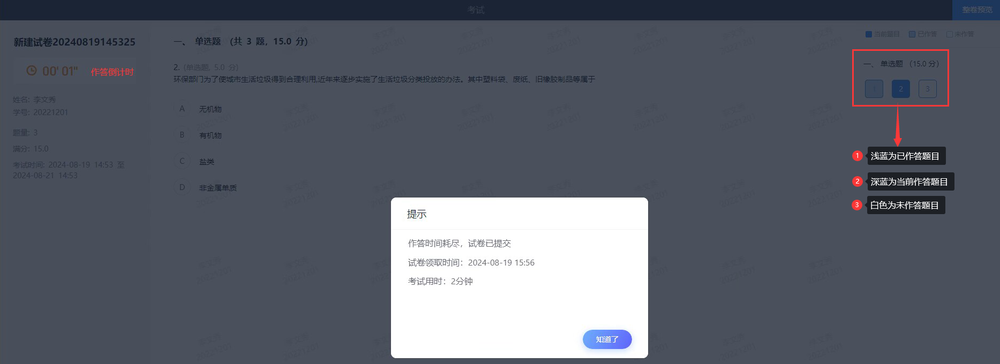 考试
整卷预览
新建试卷20240819145325
00' 01" 作答倒计时
姓名: 李文秀
学号: 20221201
题量: 3
满分: 15.0
考试时间: 2024-08-19 14:53 至
2024-08-21 14:53
一、 单选题 （共 3 题，15.0 分）
2. (单选题, 5.0 分)
环保部门为了使城市生活垃圾得到合理利用,近年来逐步实施了生活垃圾分类投放的办法。其中塑料袋、废纸、旧橡胶制品等属于
A 无机物
B 有机物
C 盐类
D 非金属单质
当前题目 已作答 未作答
一、 单选题 （15.0 分）
1 2 3
1 浅蓝为已作答题目
2 深蓝为当前作答题目
3 白色为未作答题目
提示
作答时间耗尽，试卷已提交
试卷领取时间：2024-08-19 15:56
考试用时：2分钟
知道了
李文秀
20221201